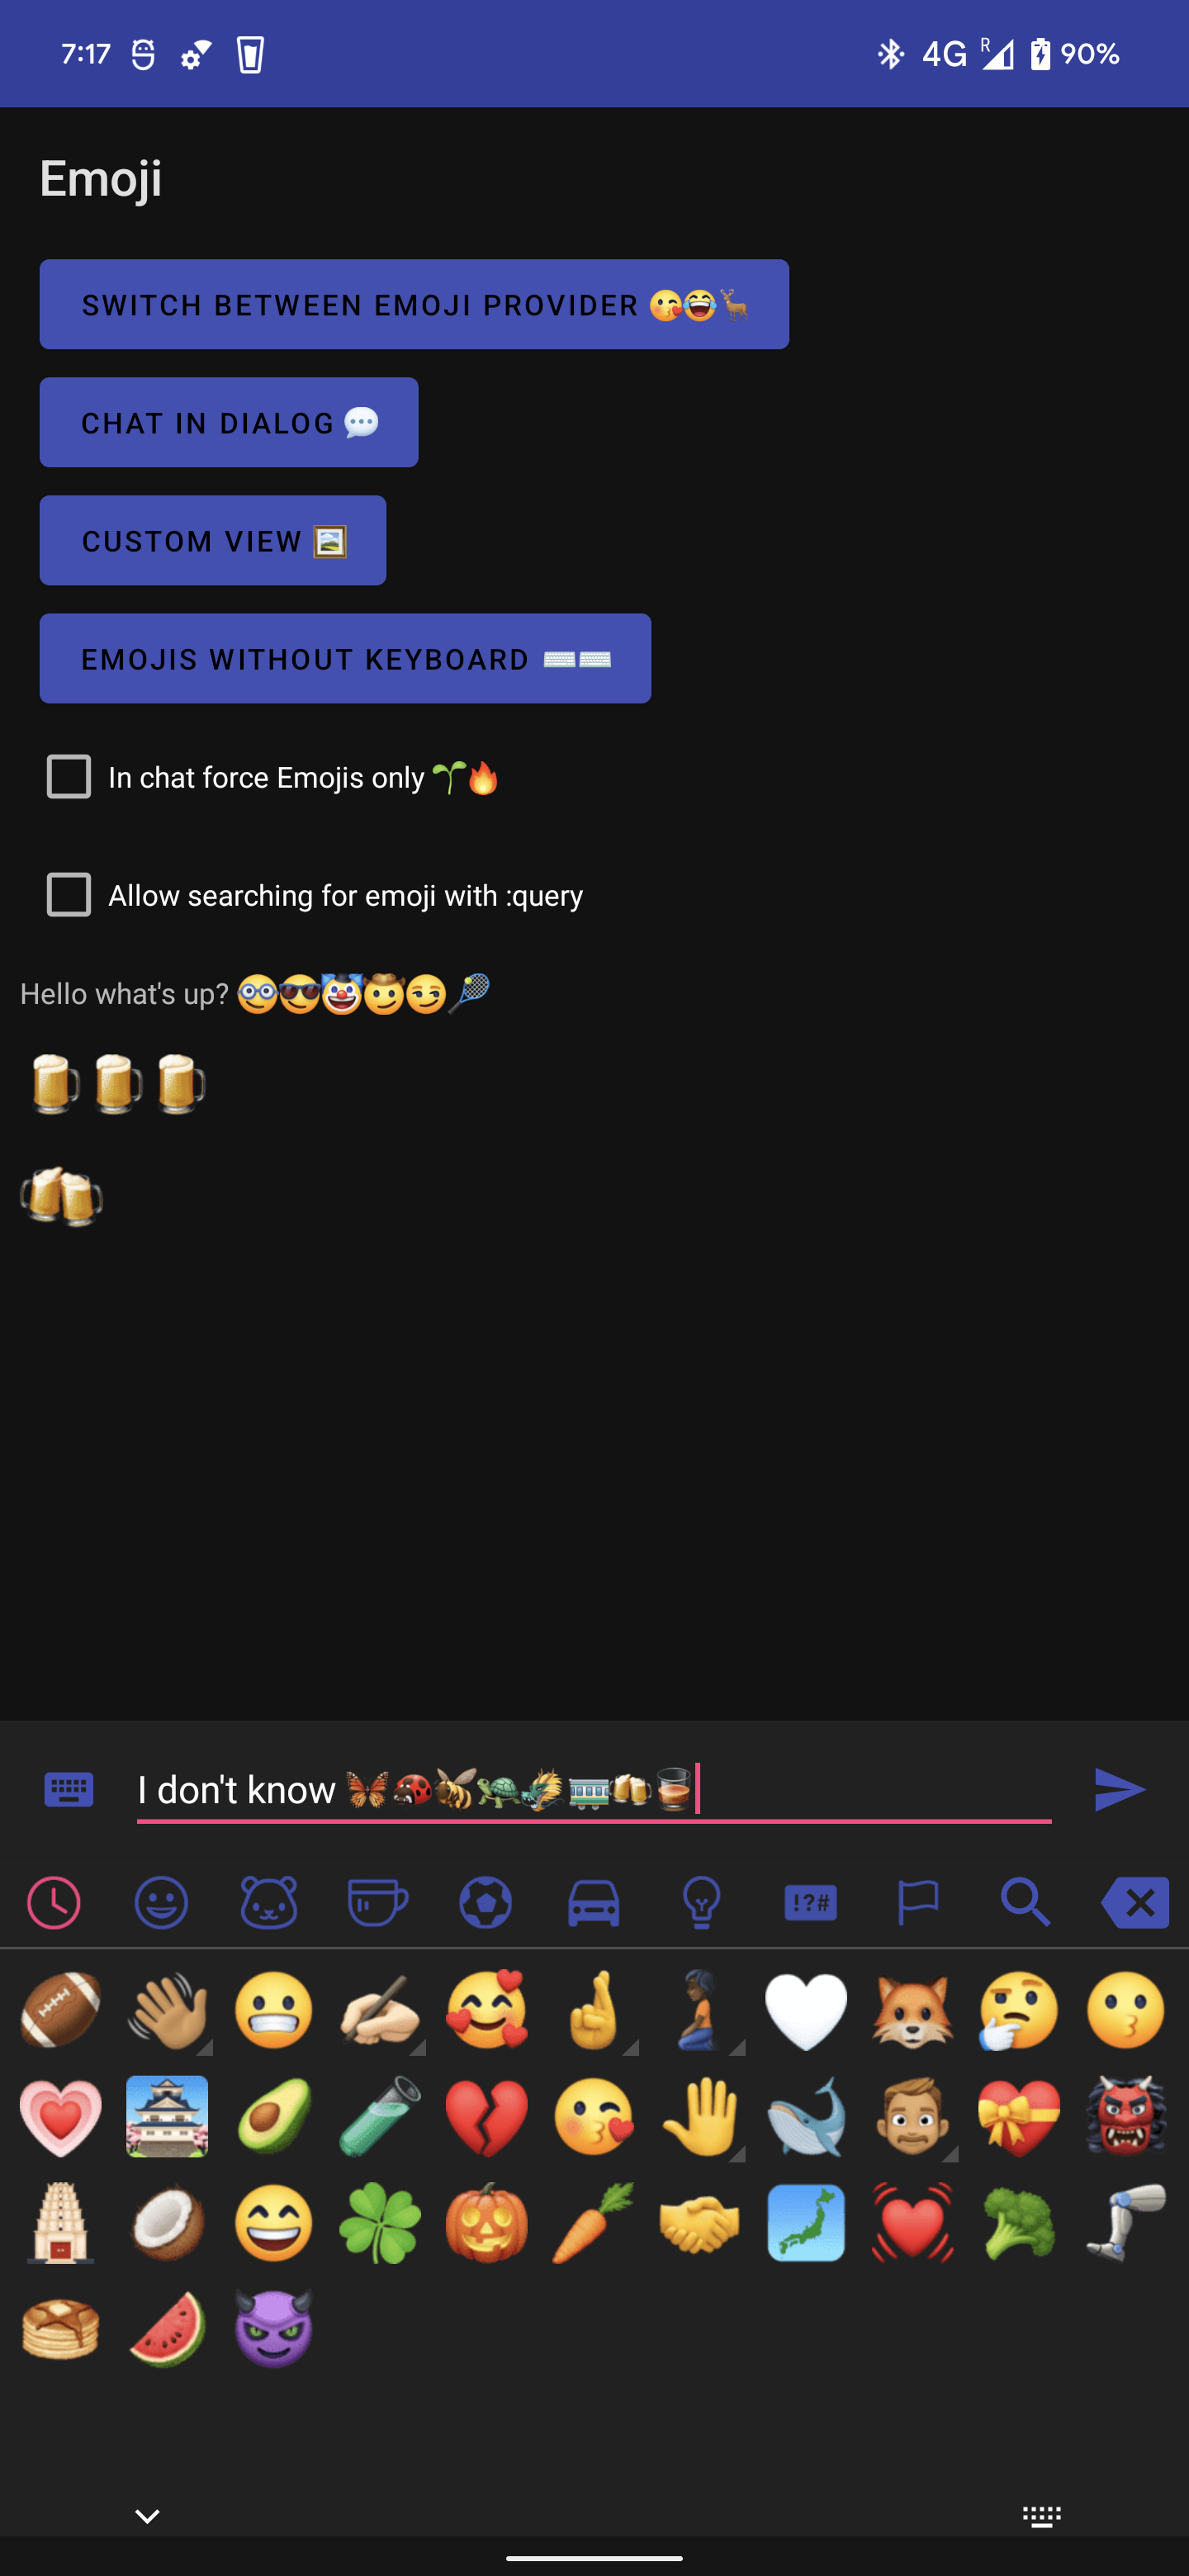 7:17 4G R 90%
Emoji
SWITCH BETWEEN EMOJI PROVIDER 😘😂🦌
CHAT IN DIALOG 💬
CUSTOM VIEW 🖼️
EMOJIS WITHOUT KEYBOARD ⌨️⌨️
In chat force Emojis only 🌱🔥
Allow searching for emoji with :query
Hello what's up? 🤓😎🤡🤠😏🎾
🍺🍺🍺
🍻
I don't know 🦋🐞🐝🐢🐉🚃🍻🥃
!?#